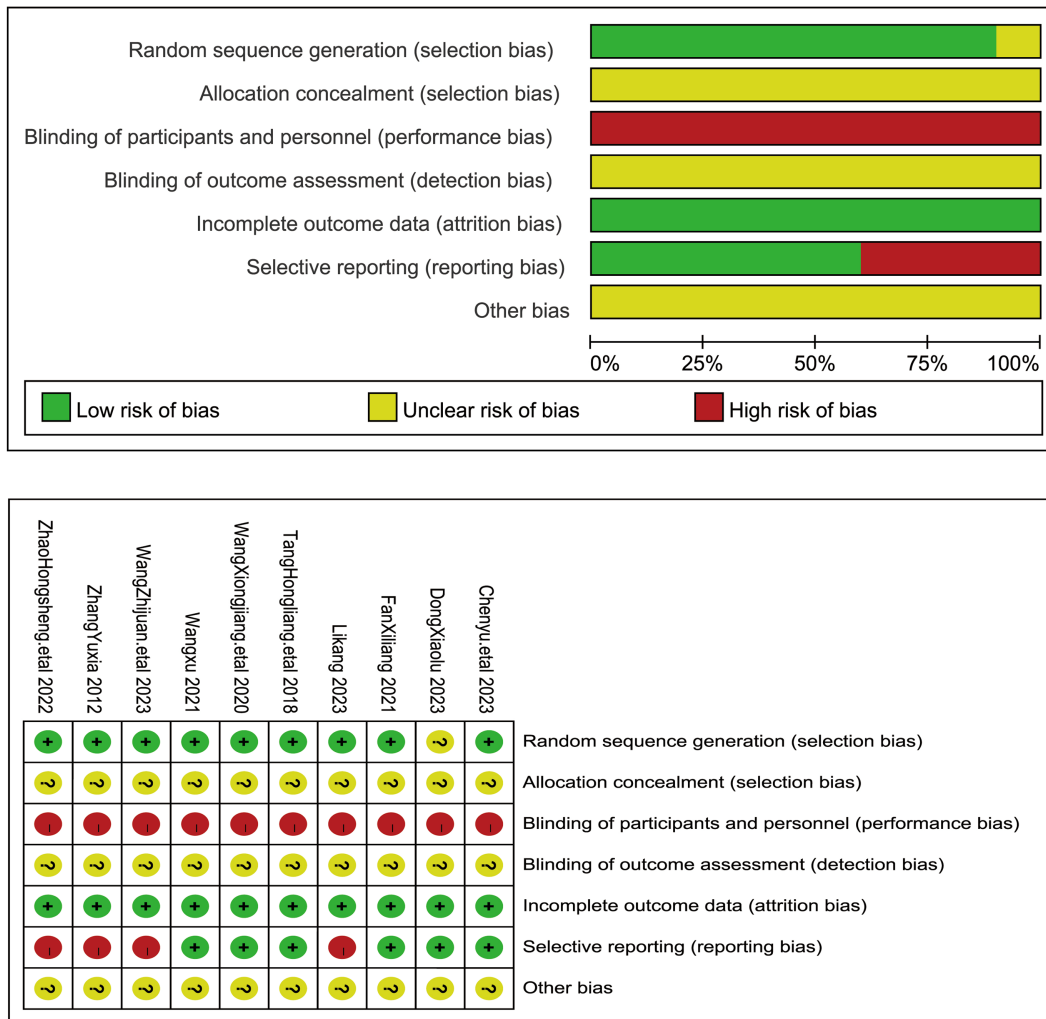 Random sequence generation (selection bias)
Allocation concealment (selection bias)
Blinding of participants and personnel (performance bias)
Blinding of outcome assessment (detection bias)
Incomplete outcome data (attrition bias)
Selective reporting (reporting bias)
Other bias
0% 25% 50% 75% 100%
Low risk of bias Unclear risk of bias High risk of bias
ZhaoHongsheng.etal 2022
ZhangYuxia 2012
WangZhijuan.etal 2023
Wangxu 2021
WangXiongjiang.etal 2020
TangHongliang.etal 2018
Likang 2023
FanXiliang 2021
DongXiaolu 2023
Chenyu.etal 2023
+ + + + + + + + ? + Random sequence generation (selection bias)
? ? ? ? ? ? ? ? ? ? Allocation concealment (selection bias)
– – – – – – – – – – Blinding of participants and personnel (performance bias)
? ? ? ? ? ? ? ? ? ? Blinding of outcome assessment (detection bias)
+ + + + + + + + + + Incomplete outcome data (attrition bias)
– – – + + + – + + + Selective reporting (reporting bias)
? ? ? ? ? ? ? ? ? ? Other bias